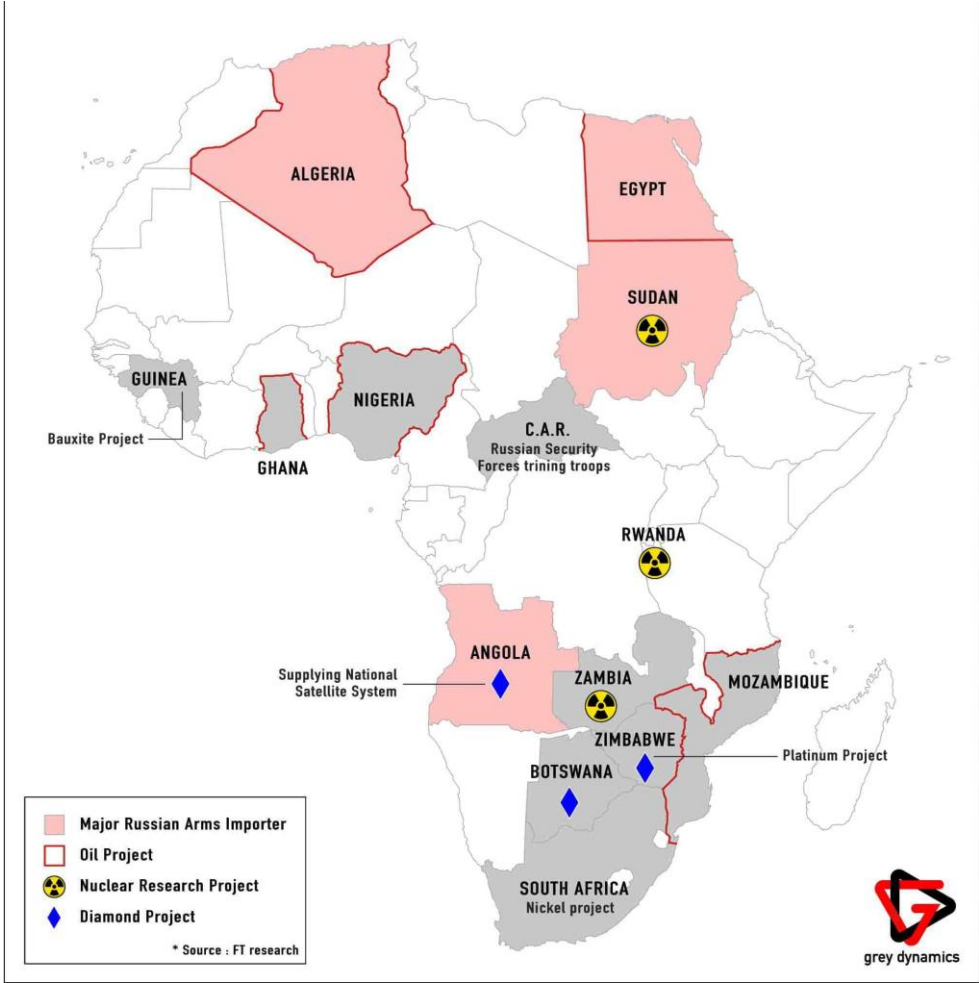 ALGERIA
EGYPT
SUDAN
GUINEA
Bauxite Project
NIGERIA
GHANA
C.A.R.
Russian Security
Forces trining troops
RWANDA
ANGOLA
Supplying National
Satellite System
ZAMBIA
MOZAMBIQUE
ZIMBABWE
Platinum Project
BOTSWANA
SOUTH AFRICA
Nickel project
Major Russian Arms Importer
Oil Project
Nuclear Research Project
Diamond Project
* Source : FT research
grey dynamics